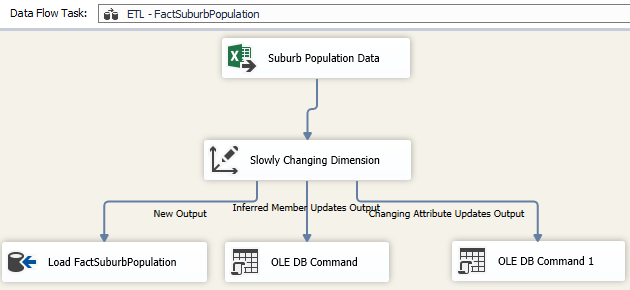 Data Flow Task: ETL - FactSuburbPopulation
Suburb Population Data
Slowly Changing Dimension
New Output
Inferred Member Updates Output
Changing Attribute Updates Output
Load FactSuburbPopulation
OLE DB Command
OLE DB Command 1